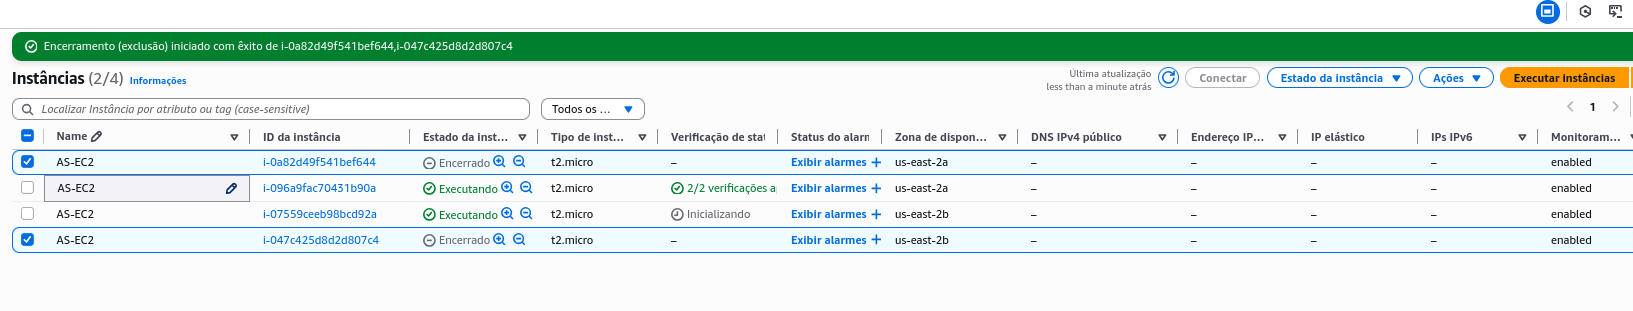 Encerramento (exclusão) iniciado com êxito de i-0a82d49f541bef644,i-047c425d8d2d807c4
Instâncias (2/4) Informações
Última atualização
less than a minute atrás
Conectar
Estado da instância
Ações
Executar instâncias
Localizar Instância por atributo ou tag (case-sensitive)
Todos os ...
1
Name ID da instância Estado da inst... Tipo de inst... Verificação de stat Status do alarn Zona de dispon... DNS IPv4 público Endereço IP... IP elástico IPs IPv6 Monitoram...
AS-EC2 i-0a82d49f541bef644 Encerrado t2.micro – Exibir alarmes + us-east-2a – – – – enabled
AS-EC2 i-096a9fac70431b90a Executando t2.micro 2/2 verificações a Exibir alarmes + us-east-2a – – – – enabled
AS-EC2 i-07559ceeb98bcd92a Executando t2.micro Inicializando Exibir alarmes + us-east-2b – – – – enabled
AS-EC2 i-047c425d8d2d807c4 Encerrado t2.micro – Exibir alarmes + us-east-2b – – – – enabled